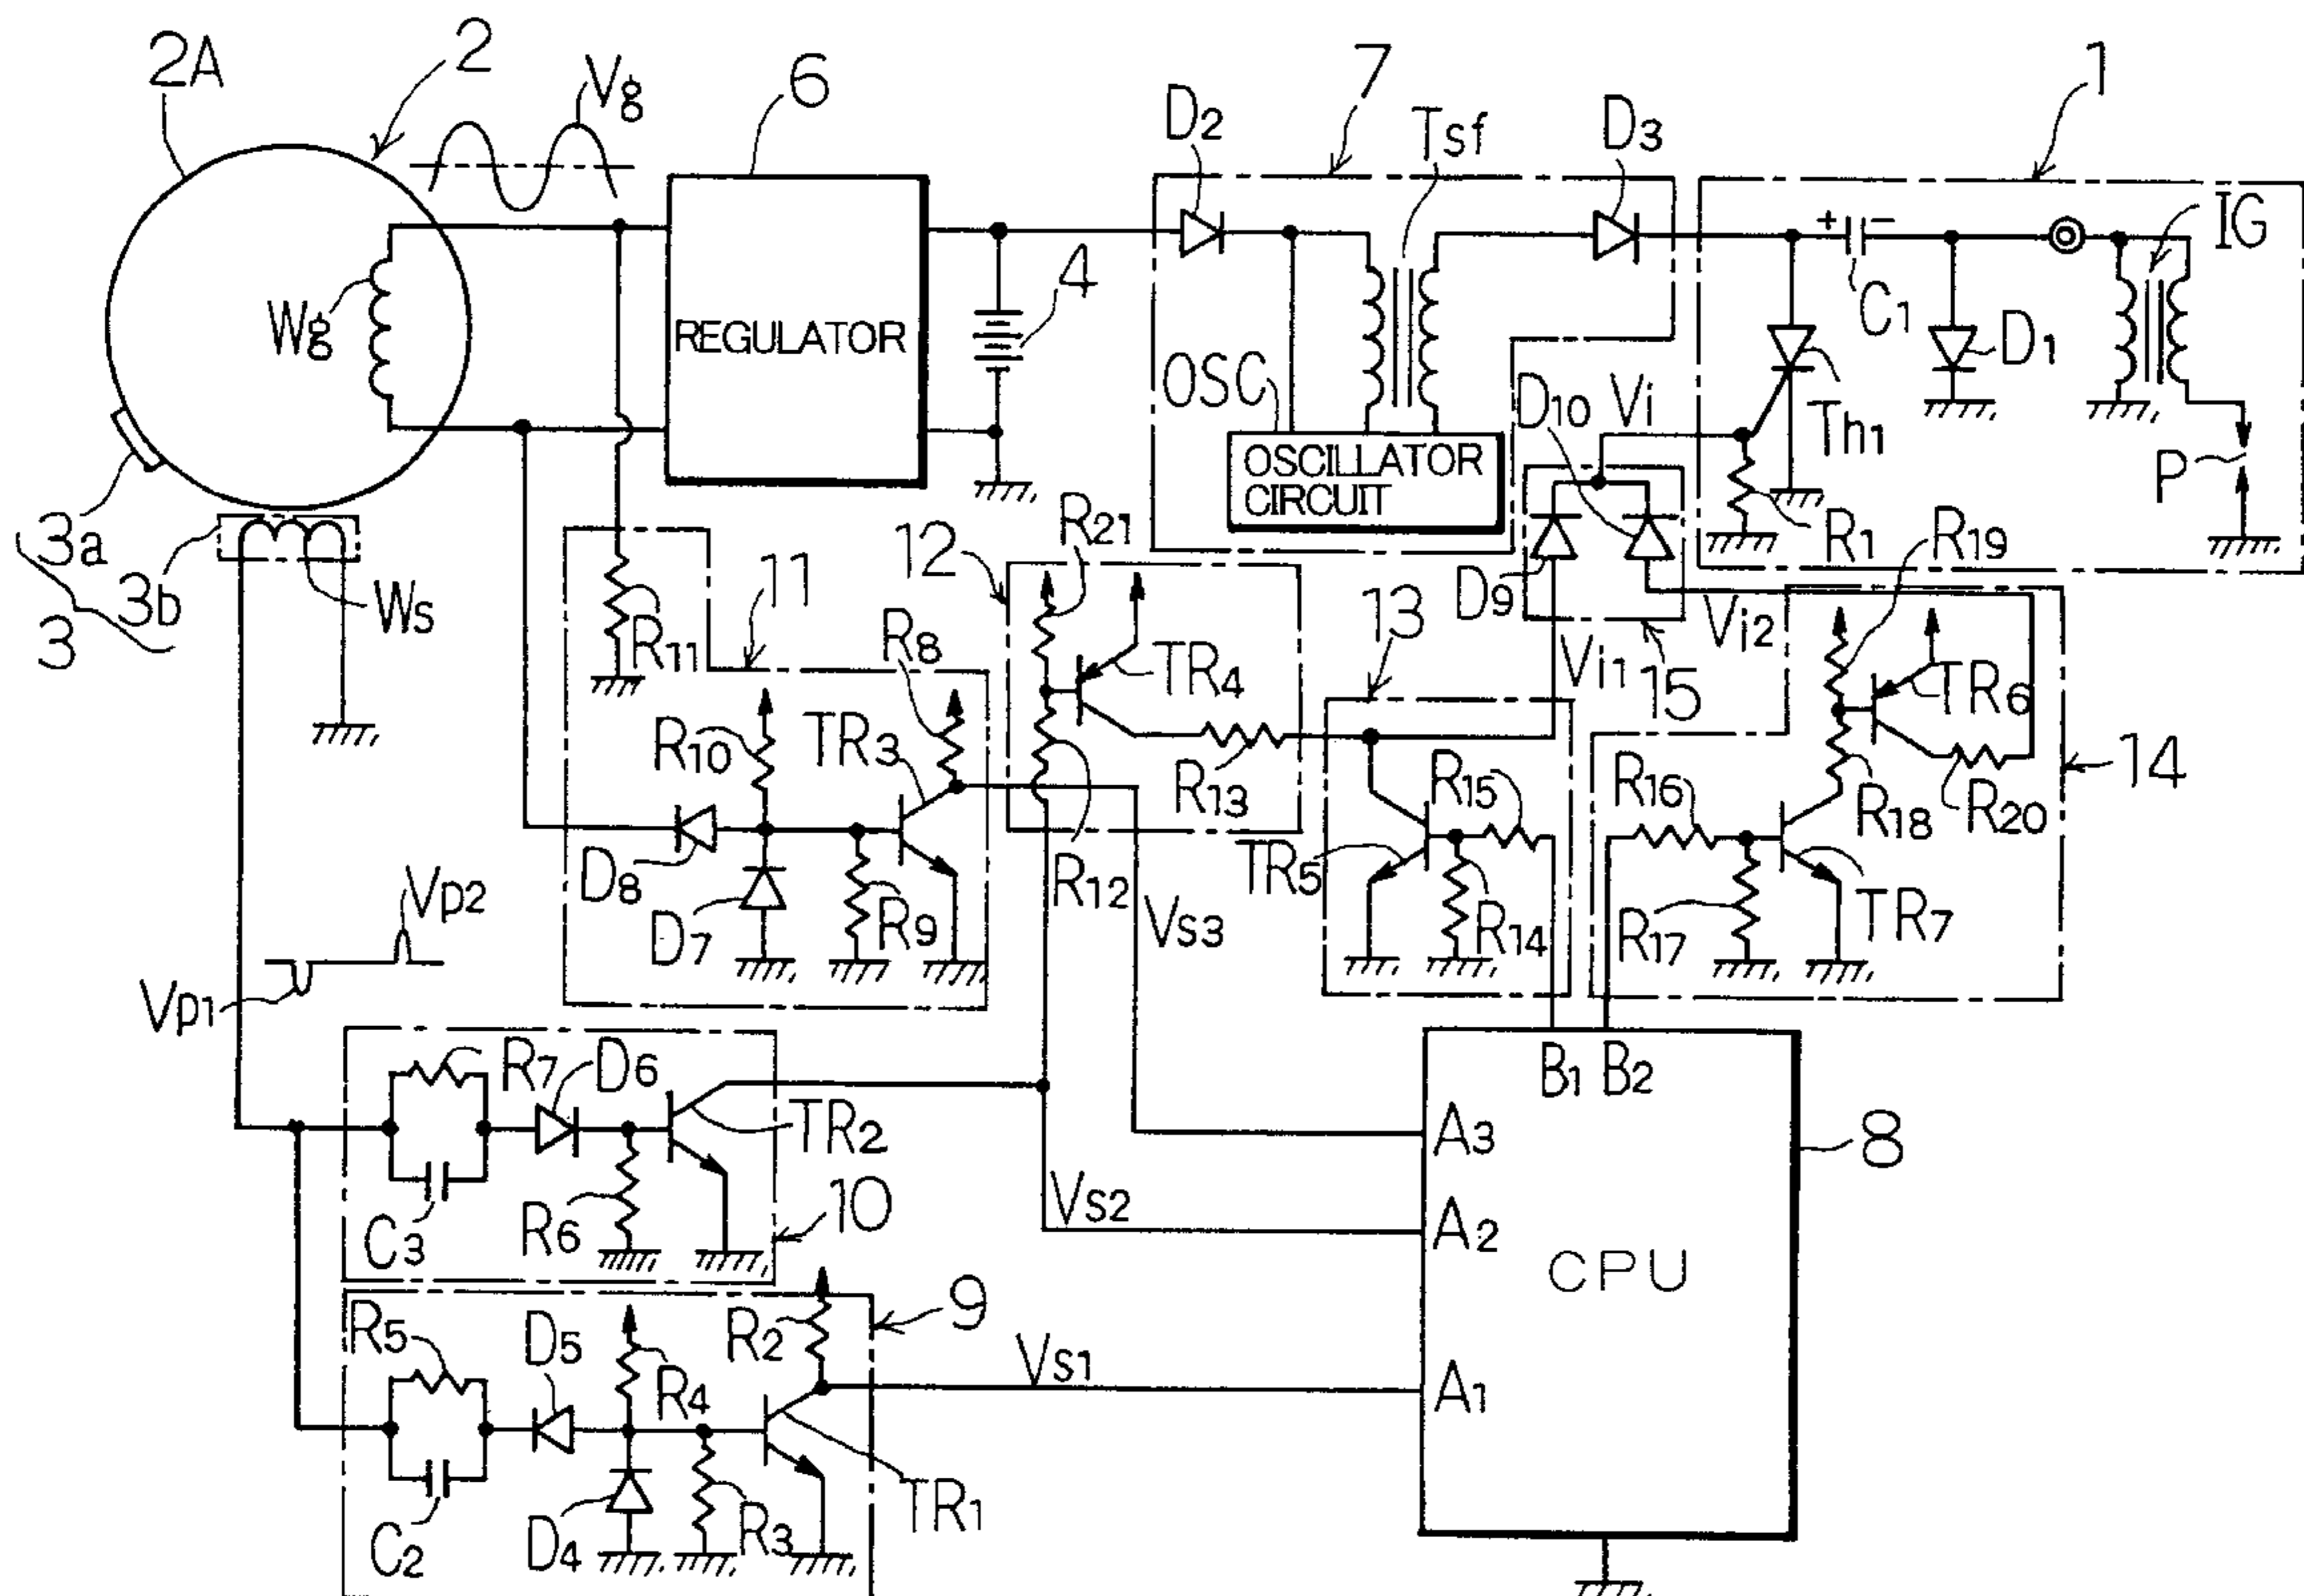 2A
2
Vg
6
7
1
D2
Tsf
D3
IG
+
-
C1
D1
4
Wg
REGULATOR
OSC
D10
Vi
Th1
P
OSCILLATOR
CIRCUIT
R1
R19
3a
3b
3
Ws
R11
11
R8
12
R21
D9
13
Vi1
15
Vi2
TR4
TR6
R10
TR3
R13
R15
R16
R18
R20
14
D8
D7
R9
R12
Vs3
TR5
R14
R17
TR7
Vp2
Vp1
R7
D6
TR2
B1
B2
A3
8
C3
R6
10
Vs2
A2
CPU
R5
D5
R4
R2
9
Vs1
A1
C2
D4
R3
TR1